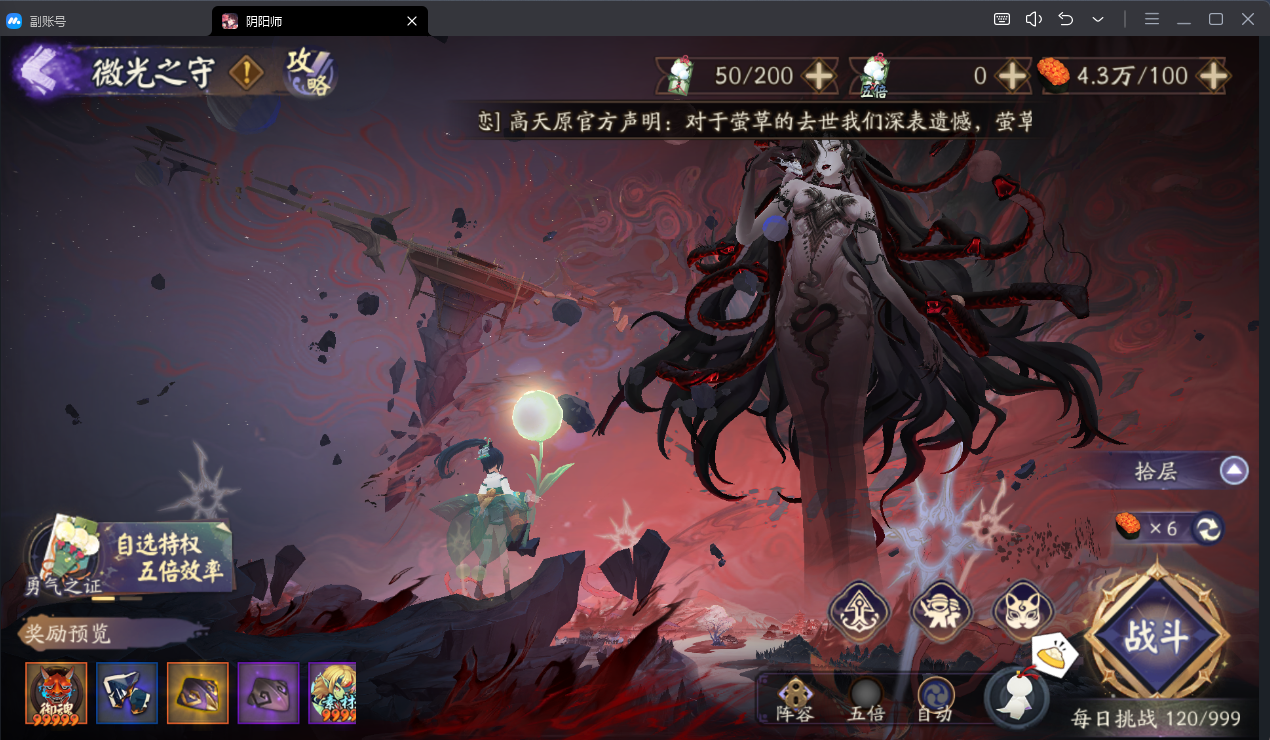 副账号
阴阳师
微光之守
攻略
50/200
五倍
0
4.3万/100
恋] 高天原官方声明：对于萤草的去世我们深表遗憾，萤草
拾层
×6
自选特权
五倍效率
勇气之证
奖励预览
御魂
99999
战斗
阵容
五倍
自动
每日挑战 120/999